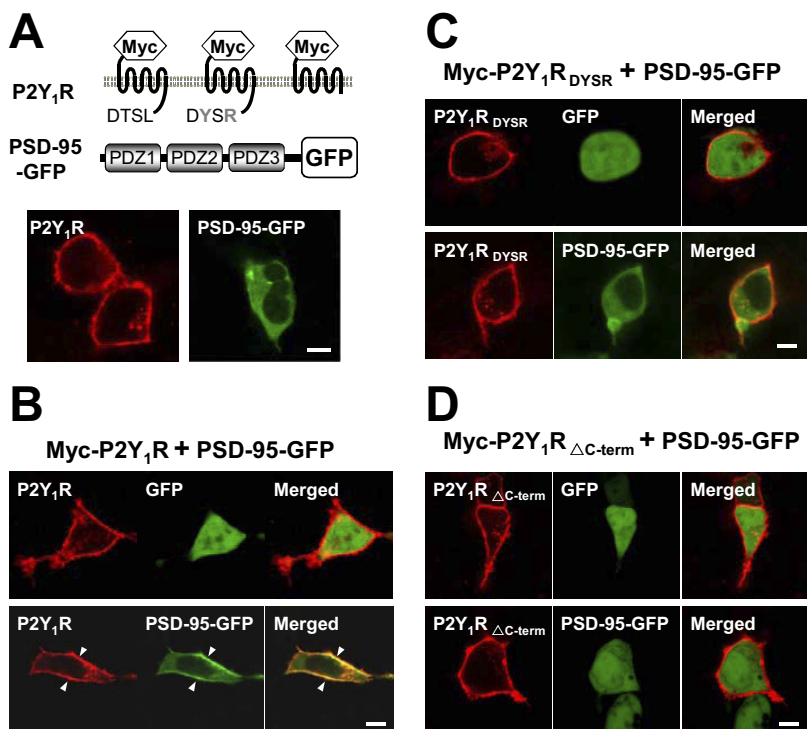 A
Myc Myc Myc
P2Y₁R
DTSL DYSR
PSD-95
-GFP
PDZ1 PDZ2 PDZ3 GFP
P2Y₁R PSD-95-GFP
B
Myc-P2Y₁R + PSD-95-GFP
P2Y₁R GFP Merged
P2Y₁R PSD-95-GFP Merged
C
Myc-P2Y₁R DYSR + PSD-95-GFP
P2Y₁R DYSR GFP Merged
P2Y₁R DYSR PSD-95-GFP Merged
D
Myc-P2Y₁R △C-term + PSD-95-GFP
P2Y₁R △C-term GFP Merged
P2Y₁R △C-term PSD-95-GFP Merged